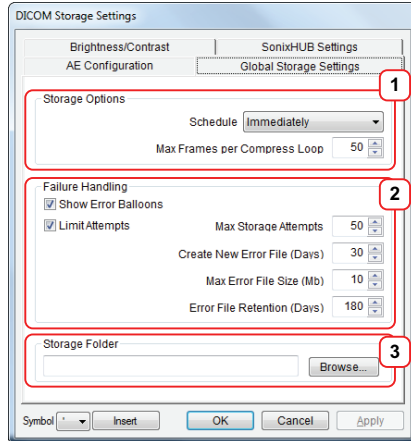 DICOM Storage Settings
Brightness/Contrast
SonixHUB Settings
AE Configuration
Global Storage Settings
1
Storage Options
Schedule Immediately
Max Frames per Compress Loop 50
2
Failure Handling
Show Error Balloons
Limit Attempts Max Storage Attempts 50
Create New Error File (Days) 30
Max Error File Size (Mb) 10
Error File Retention (Days) 180
3
Storage Folder
Browse...
Symbol * Insert OK Cancel Apply